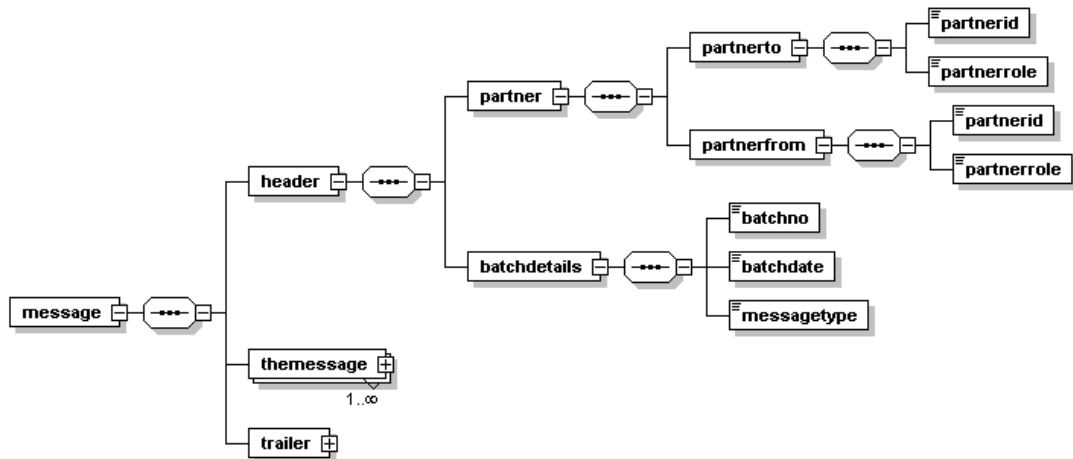 partnerid
partnerto
partnerrole
partner
partnerid
partnerfrom
partnerrole
header
batchno
batchdetails
batchdate
messagetype
message
themessage
1..∞
trailer